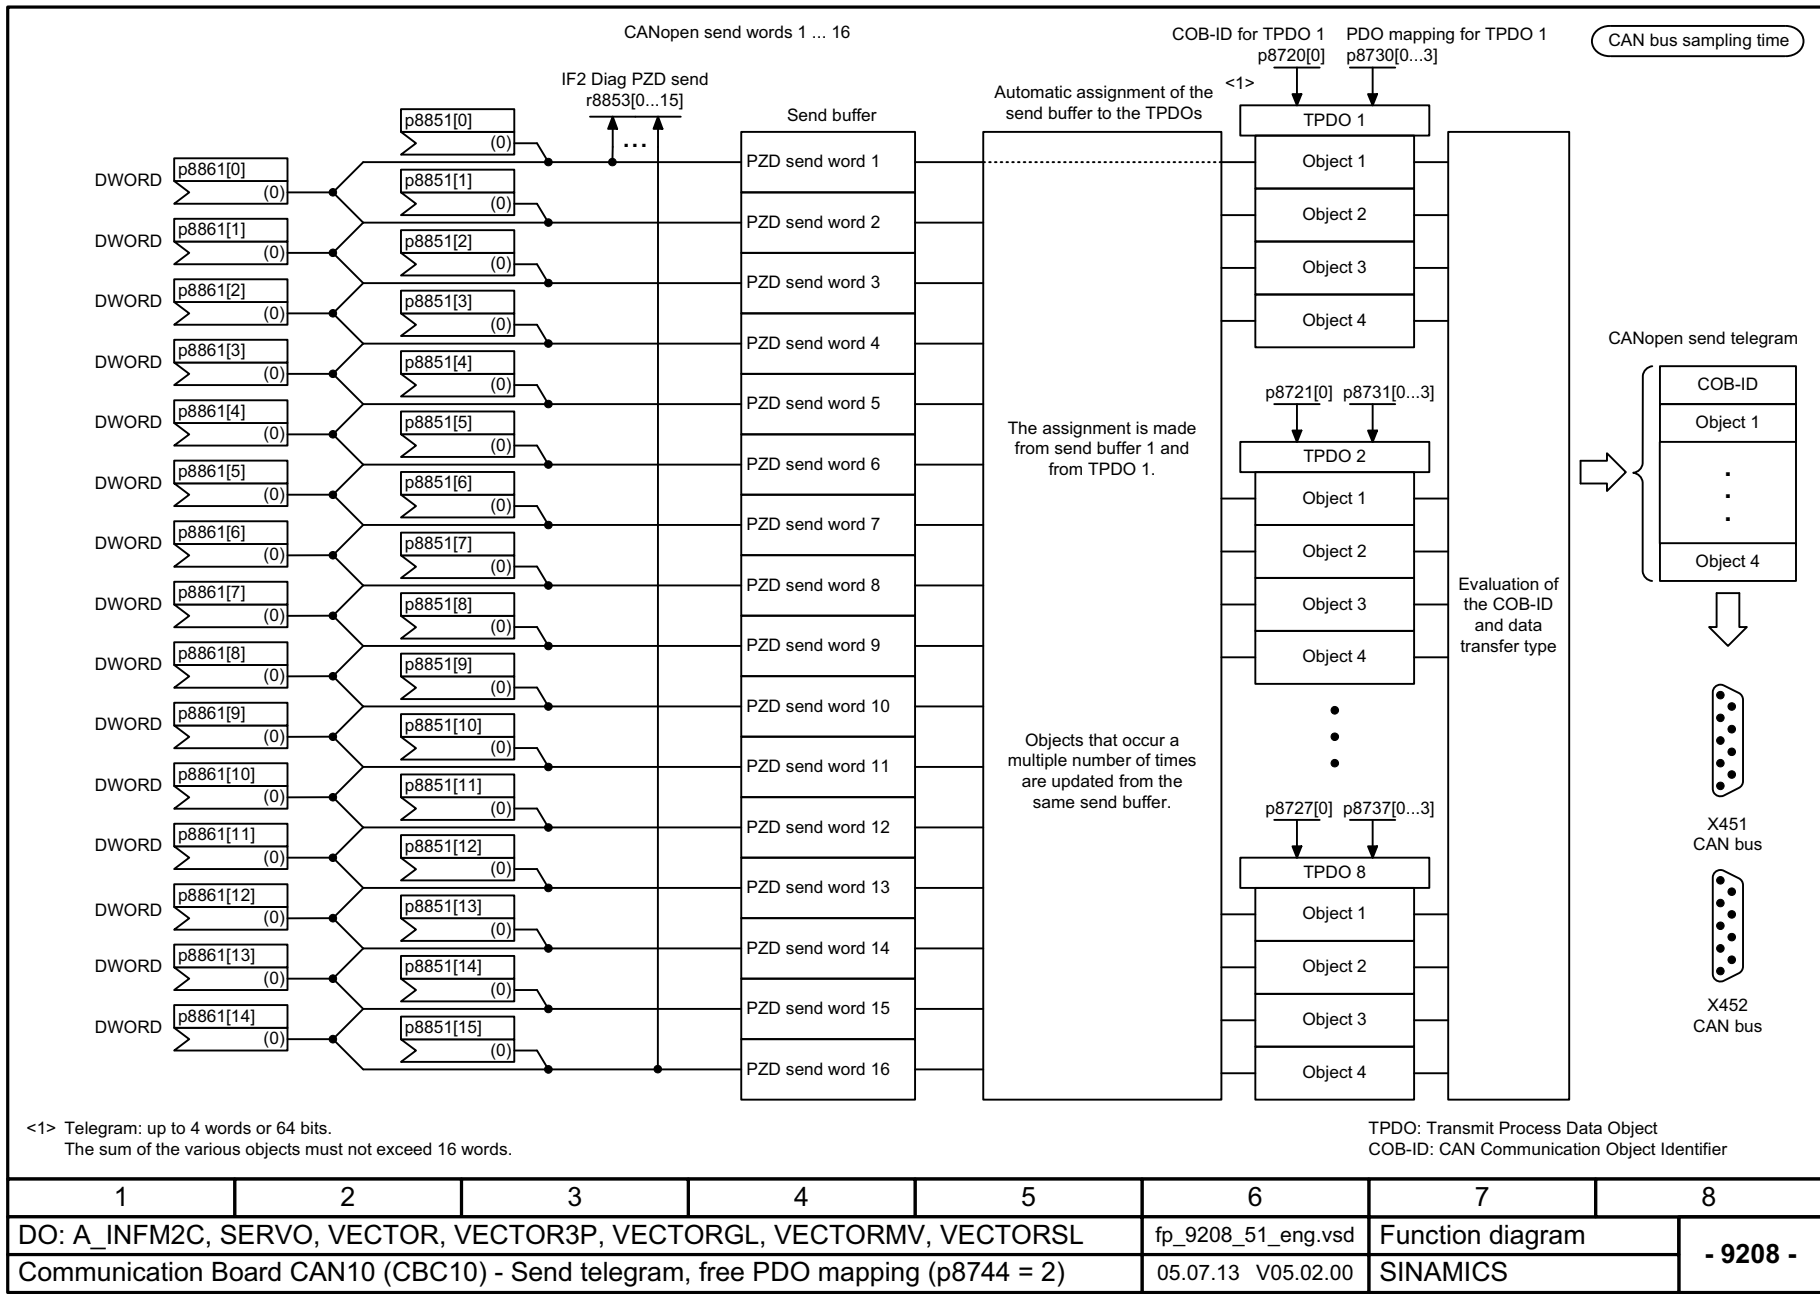 CANopen send words 1 ... 16
COB-ID for TPDO 1
p8720[0]
PDO mapping for TPDO 1
p8730[0...3]
CAN bus sampling time
IF2 Diag PZD send
r8853[0...15]
...
Send buffer
Automatic assignment of the
send buffer to the TPDOs
<1>
DWORD
p8861[0]
(0)
DWORD
p8861[1]
(0)
DWORD
p8861[2]
(0)
DWORD
p8861[3]
(0)
DWORD
p8861[4]
(0)
DWORD
p8861[5]
(0)
DWORD
p8861[6]
(0)
DWORD
p8861[7]
(0)
DWORD
p8861[8]
(0)
DWORD
p8861[9]
(0)
DWORD
p8861[10]
(0)
DWORD
p8861[11]
(0)
DWORD
p8861[12]
(0)
DWORD
p8861[13]
(0)
DWORD
p8861[14]
(0)
p8851[0]
(0)
p8851[1]
(0)
p8851[2]
(0)
p8851[3]
(0)
p8851[4]
(0)
p8851[5]
(0)
p8851[6]
(0)
p8851[7]
(0)
p8851[8]
(0)
p8851[9]
(0)
p8851[10]
(0)
p8851[11]
(0)
p8851[12]
(0)
p8851[13]
(0)
p8851[14]
(0)
p8851[15]
(0)
PZD send word 1
PZD send word 2
PZD send word 3
PZD send word 4
PZD send word 5
PZD send word 6
PZD send word 7
PZD send word 8
PZD send word 9
PZD send word 10
PZD send word 11
PZD send word 12
PZD send word 13
PZD send word 14
PZD send word 15
PZD send word 16
The assignment is made
from send buffer 1 and
from TPDO 1.
Objects that occur a
multiple number of times
are updated from the
same send buffer.
TPDO 1
Object 1
Object 2
Object 3
Object 4
p8721[0]
p8731[0...3]
TPDO 2
Object 1
Object 2
Object 3
Object 4
p8727[0]
p8737[0...3]
TPDO 8
Object 1
Object 2
Object 3
Object 4
Evaluation of
the COB-ID
and data
transfer type
CANopen send telegram
COB-ID
Object 1
.
.
.
Object 4
X451
CAN bus
X452
CAN bus
<1> Telegram: up to 4 words or 64 bits.
The sum of the various objects must not exceed 16 words.
TPDO: Transmit Process Data Object
COB-ID: CAN Communication Object Identifier
1 2 3 4 5 6 7 8
DO: A_INFM2C, SERVO, VECTOR, VECTOR3P, VECTORGL, VECTORMV, VECTORSL
fp_9208_51_eng.vsd
Function diagram
- 9208 -
Communication Board CAN10 (CBC10) - Send telegram, free PDO mapping (p8744 = 2)
05.07.13 V05.02.00
SINAMICS